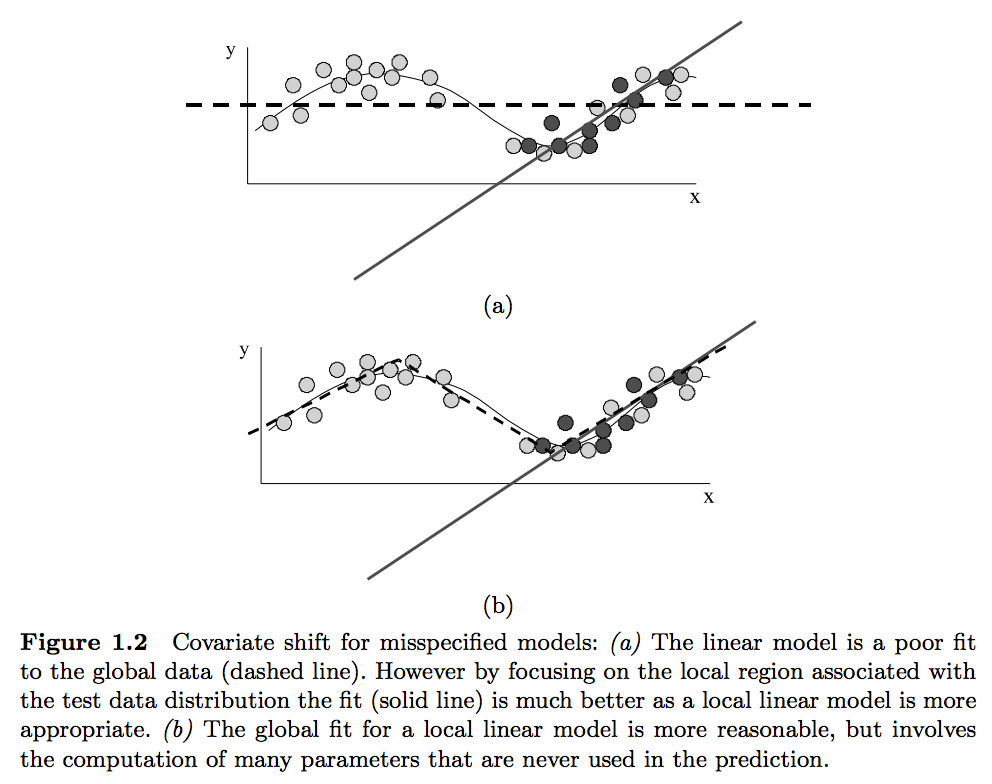 y
x
(a)
y
x
(b)
Figure 1.2 Covariate shift for misspecified models: (a) The linear model is a poor fit
to the global data (dashed line). However by focusing on the local region associated with
the test data distribution the fit (solid line) is much better as a local linear model is more
appropriate. (b) The global fit for a local linear model is more reasonable, but involves
the computation of many parameters that are never used in the prediction.